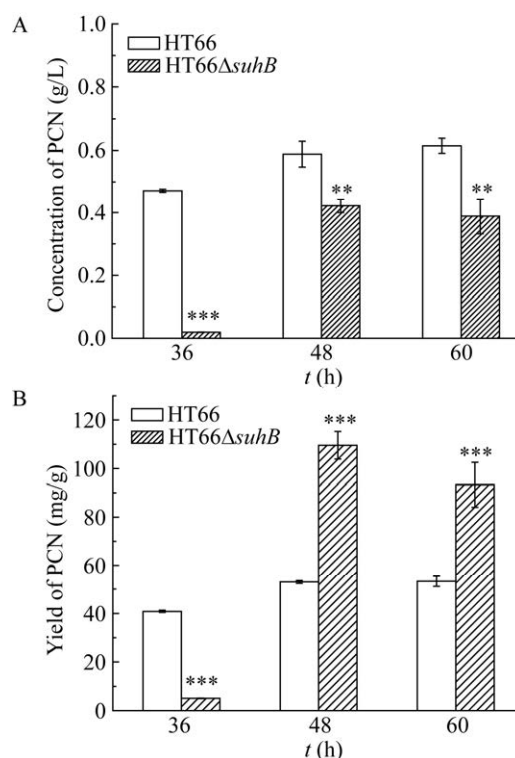 A
HT66
HT66ΔsuhB
Concentration of PCN (g/L)
1.0
0.8
0.6
0.4
0.2
0.0
***
**
**
36
48
60
t (h)
B
HT66
HT66ΔsuhB
Yield of PCN (mg/g)
120
100
80
60
40
20
0
***
***
***
36
48
60
t (h)